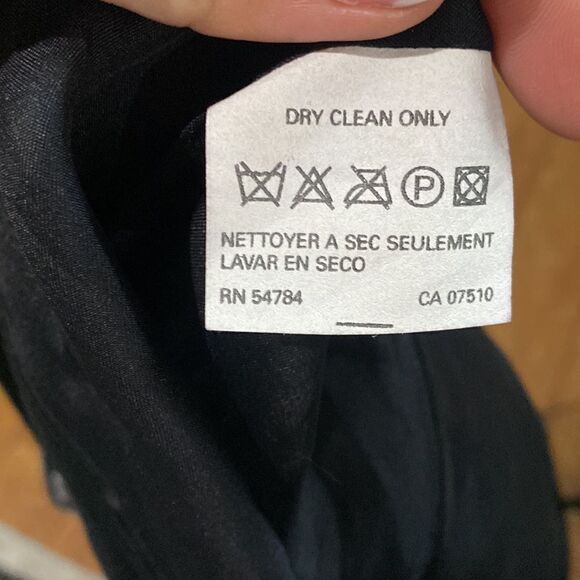 DRY CLEAN ONLY
P
NETTOYER A SEC SEULEMENT
LAVAR EN SECO
RN 54784 CA 07510